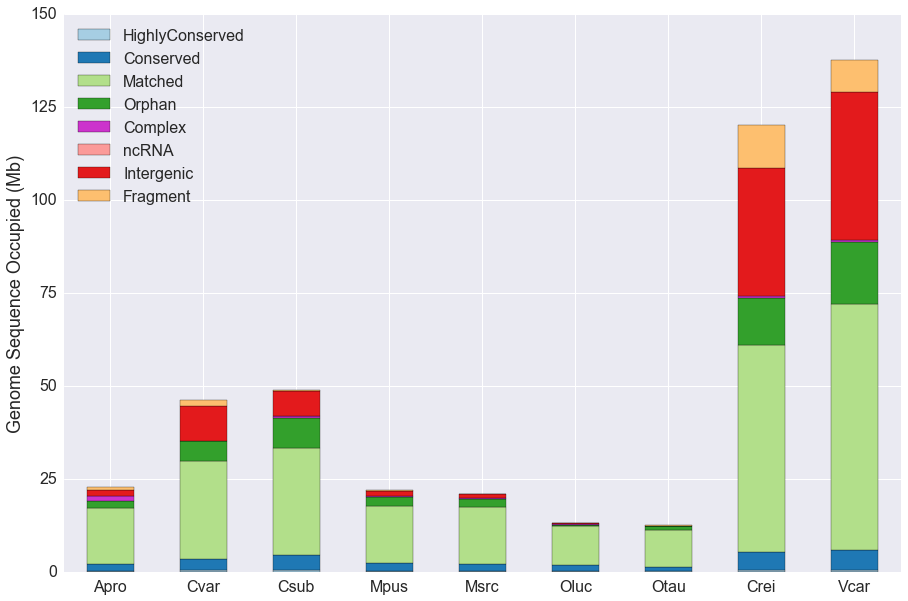 Genome Sequence Occupied (Mb)
150
125
100
75
50
25
0
HighlyConserved
Conserved
Matched
Orphan
Complex
ncRNA
Intergenic
Fragment
Apro Cvar Csub Mpus Msrc Oluc Otau Crei Vcar